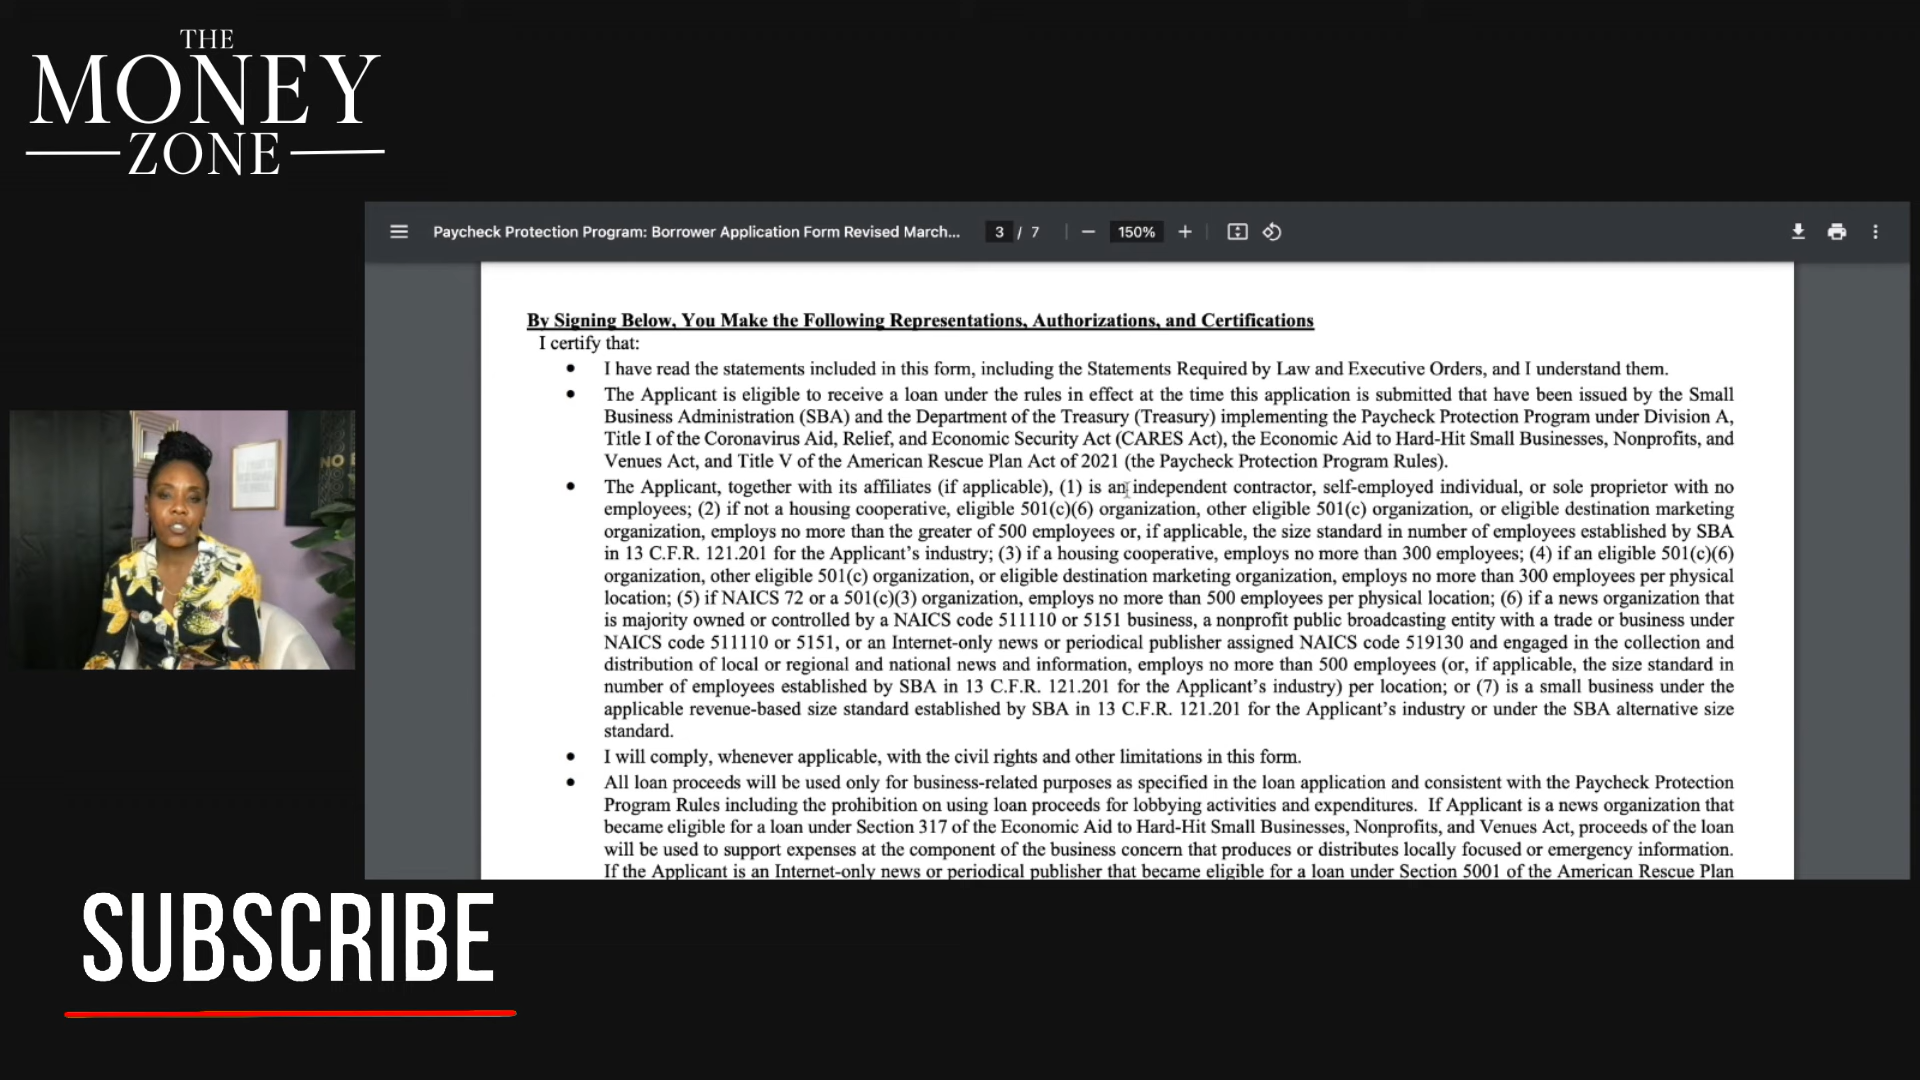 THE
MONEY
ZONE
Paycheck Protection Program: Borrower Application Form Revised March... 3 / 7 150%
By Signing Below, You Make the Following Representations, Authorizations, and Certifications
I certify that:
• I have read the statements included in this form, including the Statements Required by Law and Executive Orders, and I understand them.
• The Applicant is eligible to receive a loan under the rules in effect at the time this application is submitted that have been issued by the Small
Business Administration (SBA) and the Department of the Treasury (Treasury) implementing the Paycheck Protection Program under Division A,
Title I of the Coronavirus Aid, Relief, and Economic Security Act (CARES Act), the Economic Aid to Hard-Hit Small Businesses, Nonprofits, and
Venues Act, and Title V of the American Rescue Plan Act of 2021 (the Paycheck Protection Program Rules).
• The Applicant, together with its affiliates (if applicable), (1) is an independent contractor, self-employed individual, or sole proprietor with no
employees; (2) if not a housing cooperative, eligible 501(c)(6) organization, other eligible 501(c) organization, or eligible destination marketing
organization, employs no more than the greater of 500 employees or, if applicable, the size standard in number of employees established by SBA
in 13 C.F.R. 121.201 for the Applicant's industry; (3) if a housing cooperative, employs no more than 300 employees; (4) if an eligible 501(c)(6)
organization, other eligible 501(c) organization, or eligible destination marketing organization, employs no more than 300 employees per physical
location; (5) if NAICS 72 or a 501(c)(3) organization, employs no more than 500 employees per physical location; (6) if a news organization that
is majority owned or controlled by a NAICS code 511110 or 5151 business, a nonprofit public broadcasting entity with a trade or business under
NAICS code 511110 or 5151, or an Internet-only news or periodical publisher assigned NAICS code 519130 and engaged in the collection and
distribution of local or regional and national news and information, employs no more than 500 employees (or, if applicable, the size standard in
number of employees established by SBA in 13 C.F.R. 121.201 for the Applicant's industry) per location; or (7) is a small business under the
applicable revenue-based size standard established by SBA in 13 C.F.R. 121.201 for the Applicant's industry or under the SBA alternative size
standard.
• I will comply, whenever applicable, with the civil rights and other limitations in this form.
• All loan proceeds will be used only for business-related purposes as specified in the loan application and consistent with the Paycheck Protection
Program Rules including the prohibition on using loan proceeds for lobbying activities and expenditures. If Applicant is a news organization that
became eligible for a loan under Section 317 of the Economic Aid to Hard-Hit Small Businesses, Nonprofits, and Venues Act, proceeds of the loan
will be used to support expenses at the component of the business concern that produces or distributes locally focused or emergency information.
If the Applicant is an Internet-only news or periodical publisher that became eligible for a loan under Section 5001 of the American Rescue Plan
NO
SUBSCRIBE